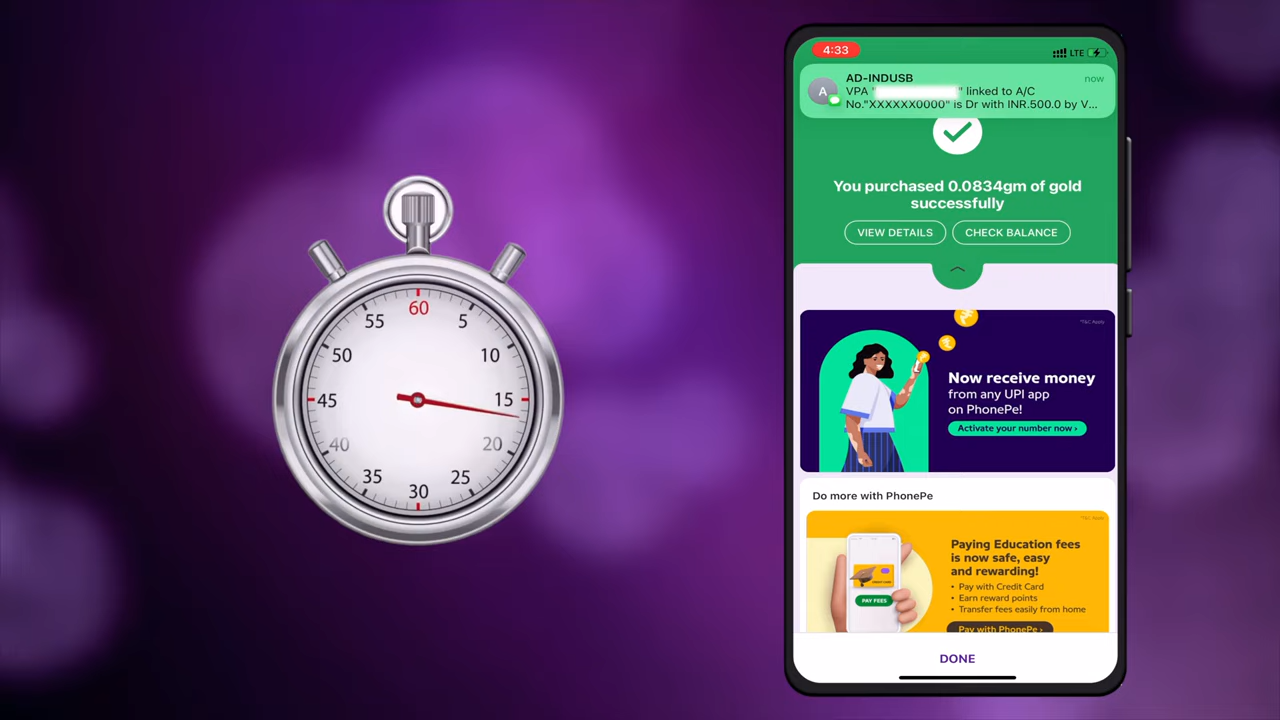 60
55
5
50
10
45
15
40
20
35
25
30
4:33
LTE
AD-INDUSB
now
A
VPA "
" linked to A/C
No."XXXXXX0000" is Dr with INR.500.0 by V...
You purchased 0.0834gm of gold
successfully
VIEW DETAILS
CHECK BALANCE
*T&C Apply
Now receive money
from any UPI app
on PhonePe!
Activate your number now ›
Do more with PhonePe
*T&C Apply
Paying Education fees
is now safe, easy
and rewarding!
• Pay with Credit Card
• Earn reward points
• Transfer fees easily from home
PAY FEES
Pay with PhonePe ›
DONE